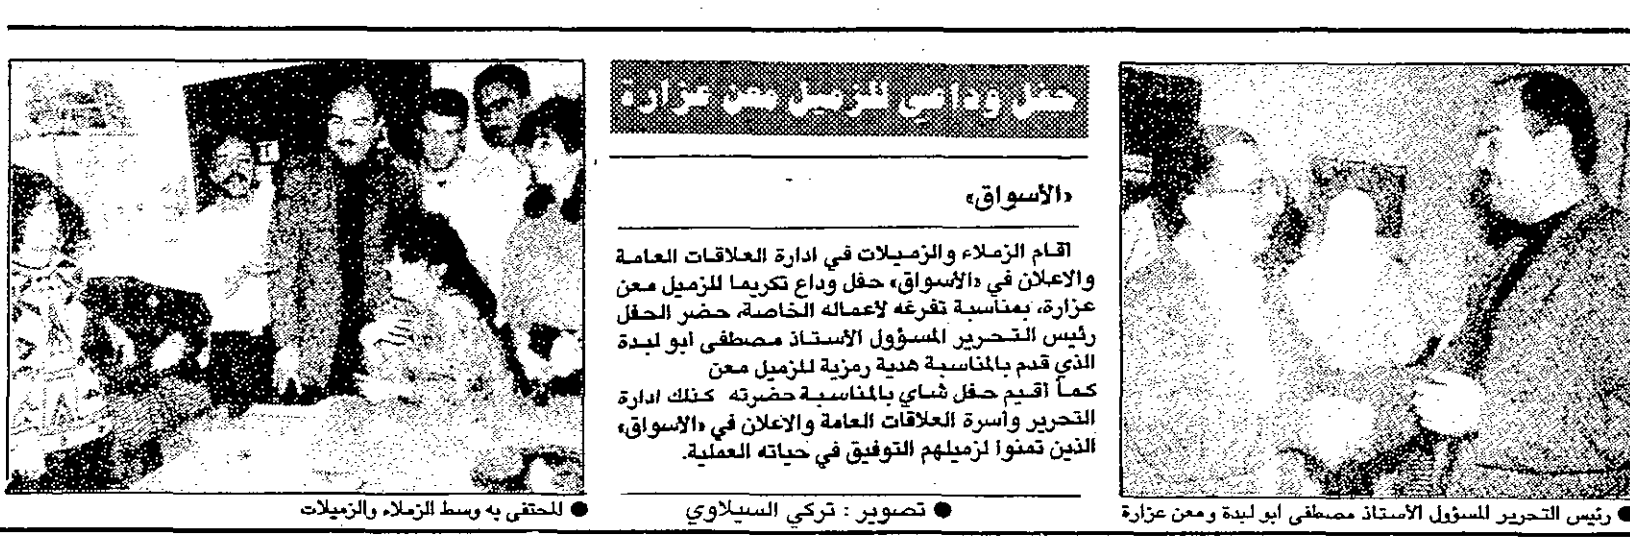 حفل وداعي للزميل معن عزارة
«الأسواق»
اقام الزملاء والزميلات في ادارة العلاقات العامة
والاعلان في «الأسواق» حفل وداع تكريما للزميل معن
عزارة، بمناسبة تفرغه لاعماله الخاصة، حضر الحفل
رئيس التحرير المسؤول الأستاذ مصطفى ابو لبدة
الذي قدم بالمناسبة هدية رمزية للزميل معن
كما أقيم حفل شاي بالمناسبة حضرته كذلك ادارة
التحرير واسرة العلاقات العامة والاعلان في «الأسواق»
الذين تمنوا لزميلهم التوفيق في حياته العملية.
● تصوير : تركي السيلاوي
● رئيس التحرير المسؤول الأستاذ مصطفى ابو لبدة ومعن عزارة
● المحتفى به وسط الزملاء والزميلات